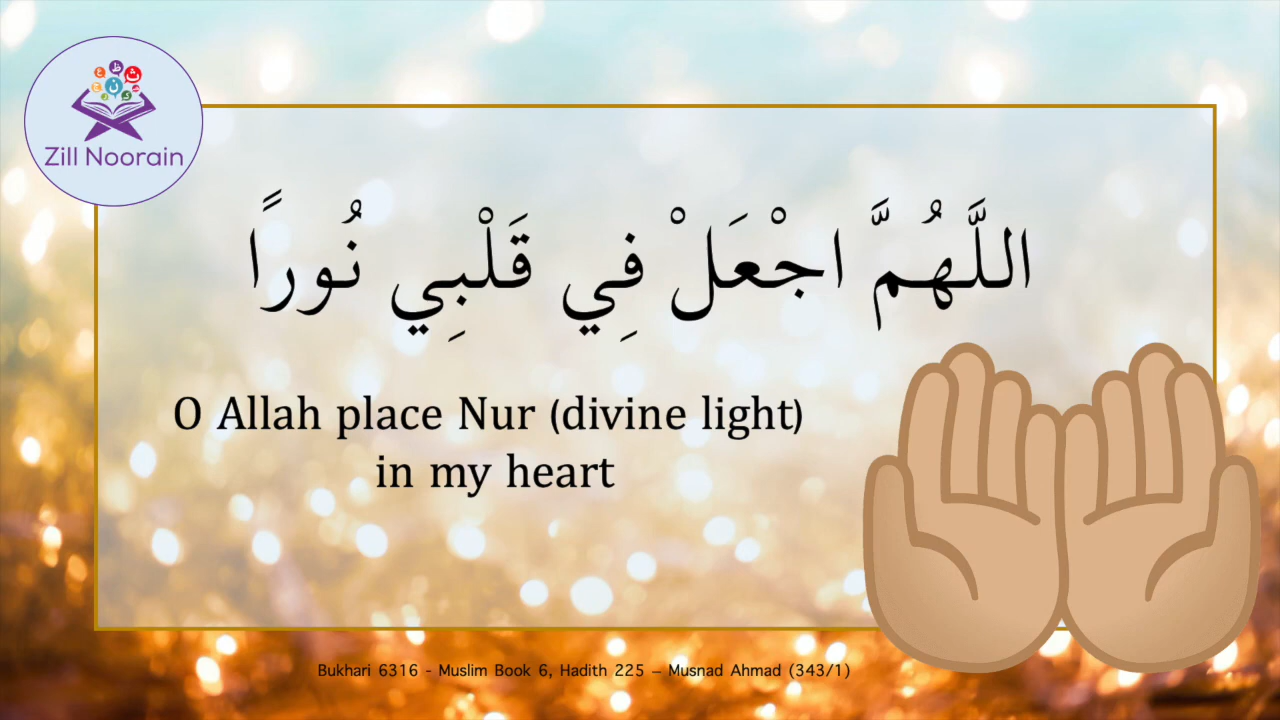 Zill Noorain
اللَّهُمَّ اجْعَلْ فِي قَلْبِي نُورًا
O Allah place Nur (divine light)
in my heart
Bukhari 6316 - Muslim Book 6, Hadith 225 – Musnad Ahmad (343/1)